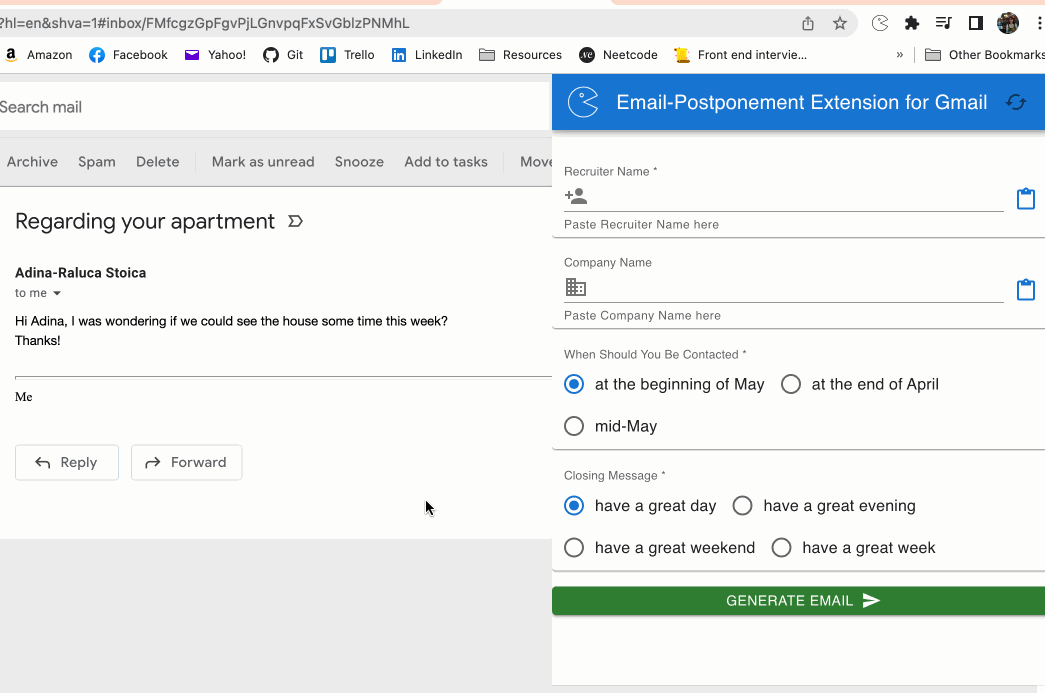 ?hl=en&shva=1#inbox/FMfcgzGpFgvPjLGnvpqFxSvGblzPNMhL
a Amazon Facebook Yahoo! Git Trello LinkedIn Resources Neetcode Front end intervie... » Other Bookmarks
Search mail
Email-Postponement Extension for Gmail
Archive Spam Delete Mark as unread Snooze Add to tasks Move
Regarding your apartment
Adina-Raluca Stoica
to me
Hi Adina, I was wondering if we could see the house some time this week?
Thanks!
Me
Reply Forward
Recruiter Name *
Paste Recruiter Name here
Company Name
Paste Company Name here
When Should You Be Contacted *
at the beginning of May at the end of April
mid-May
Closing Message *
have a great day have a great evening
have a great weekend have a great week
GENERATE EMAIL